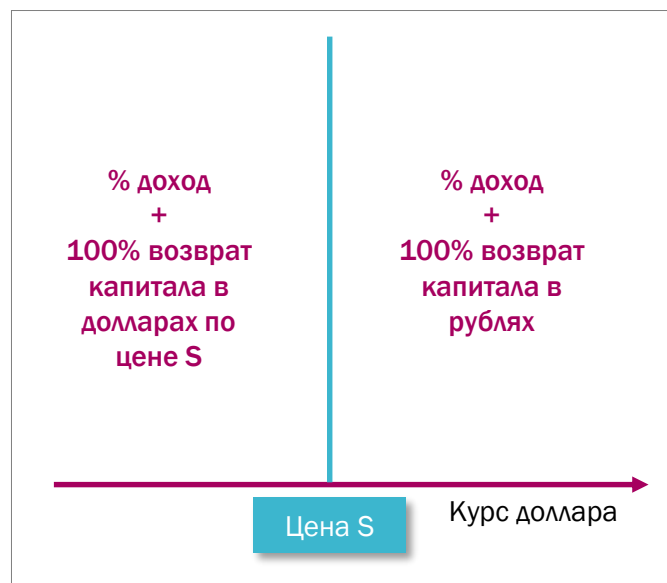 % доход
+
100% возврат
капитала в
долларах по
цене S
% доход
+
100% возврат
капитала в
рублях
Цена S
Курс доллара